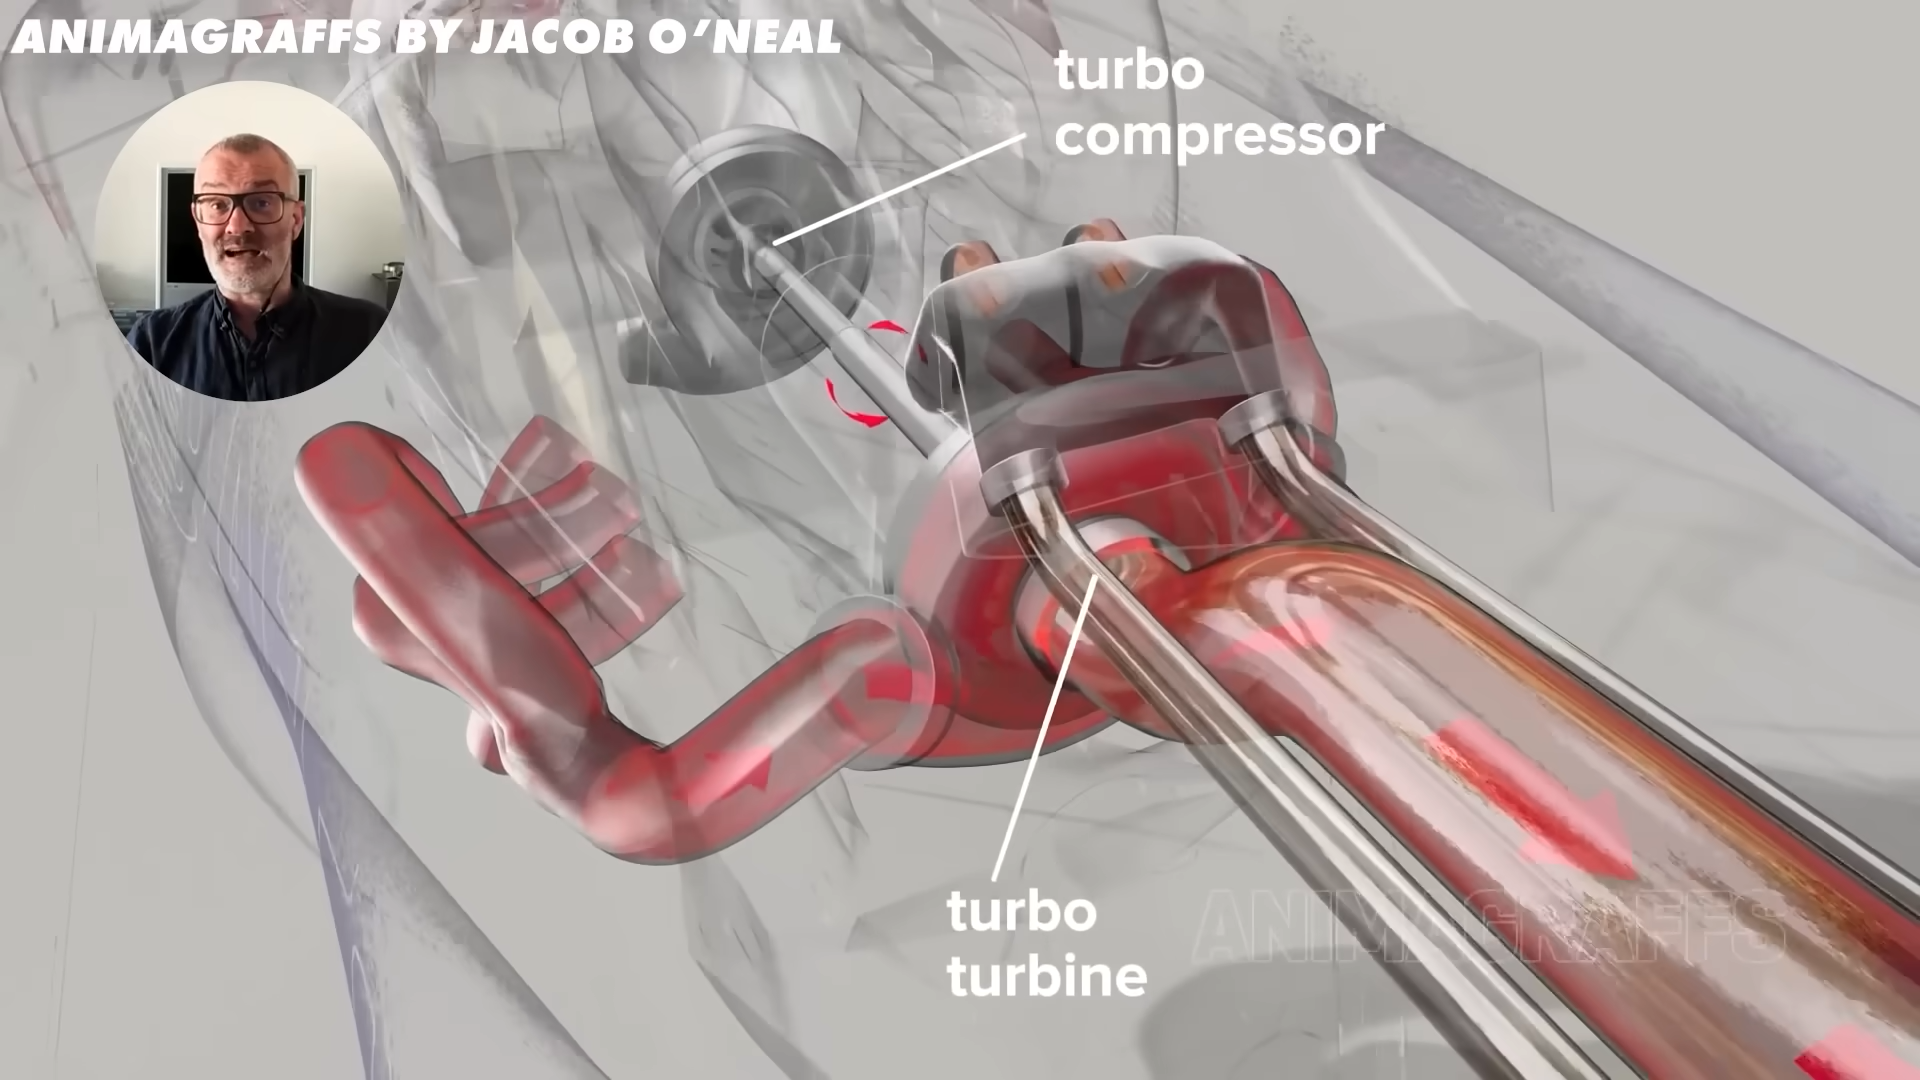 ANIMAGRAFFS BY JACOB O'NEAL
turbo
compressor
turbo
turbine
ANIMAGRAFFS